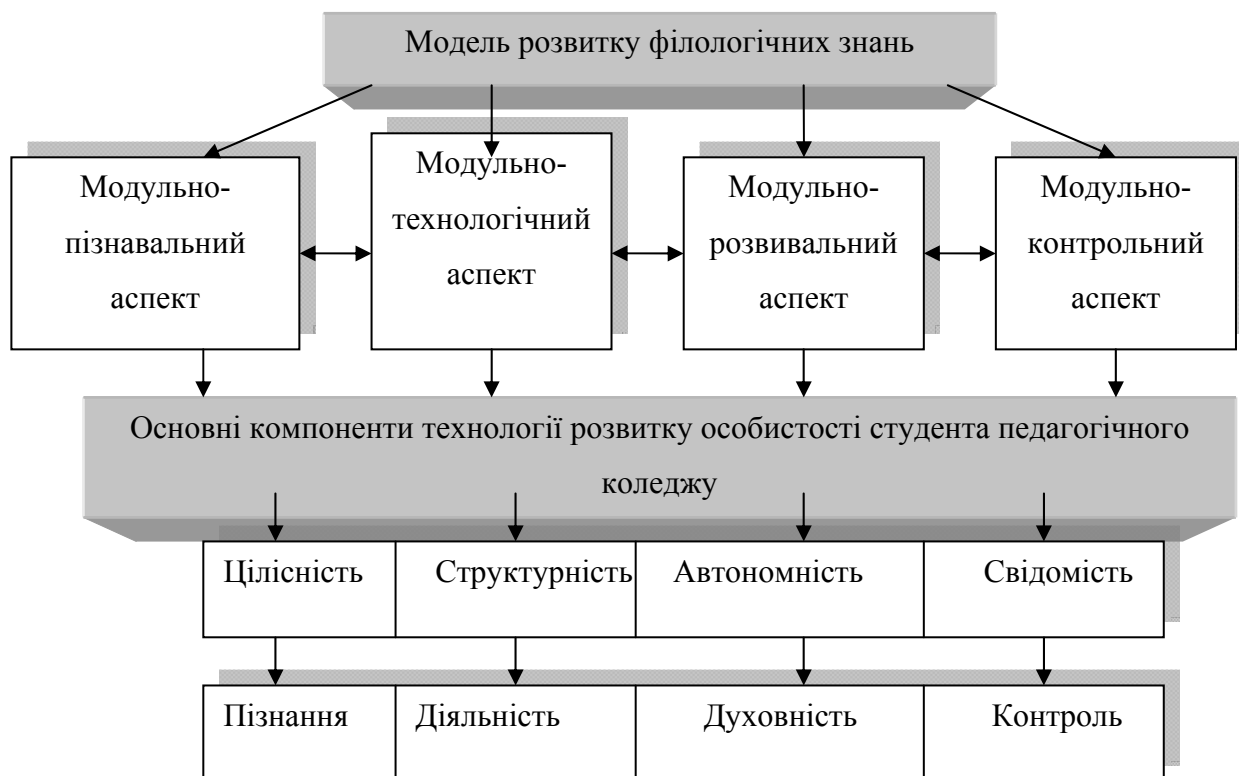 Модель розвитку філологічних знань
Модульно-
пізнавальний
аспект
Модульно-
технологічний
аспект
Модульно-
розвивальний
аспект
Модульно-
контрольний
аспект
Основні компоненти технології розвитку особистості студента педагогічного
коледжу
Цілісність
Структурність
Автономність
Свідомість
Пізнання
Діяльність
Духовність
Контроль